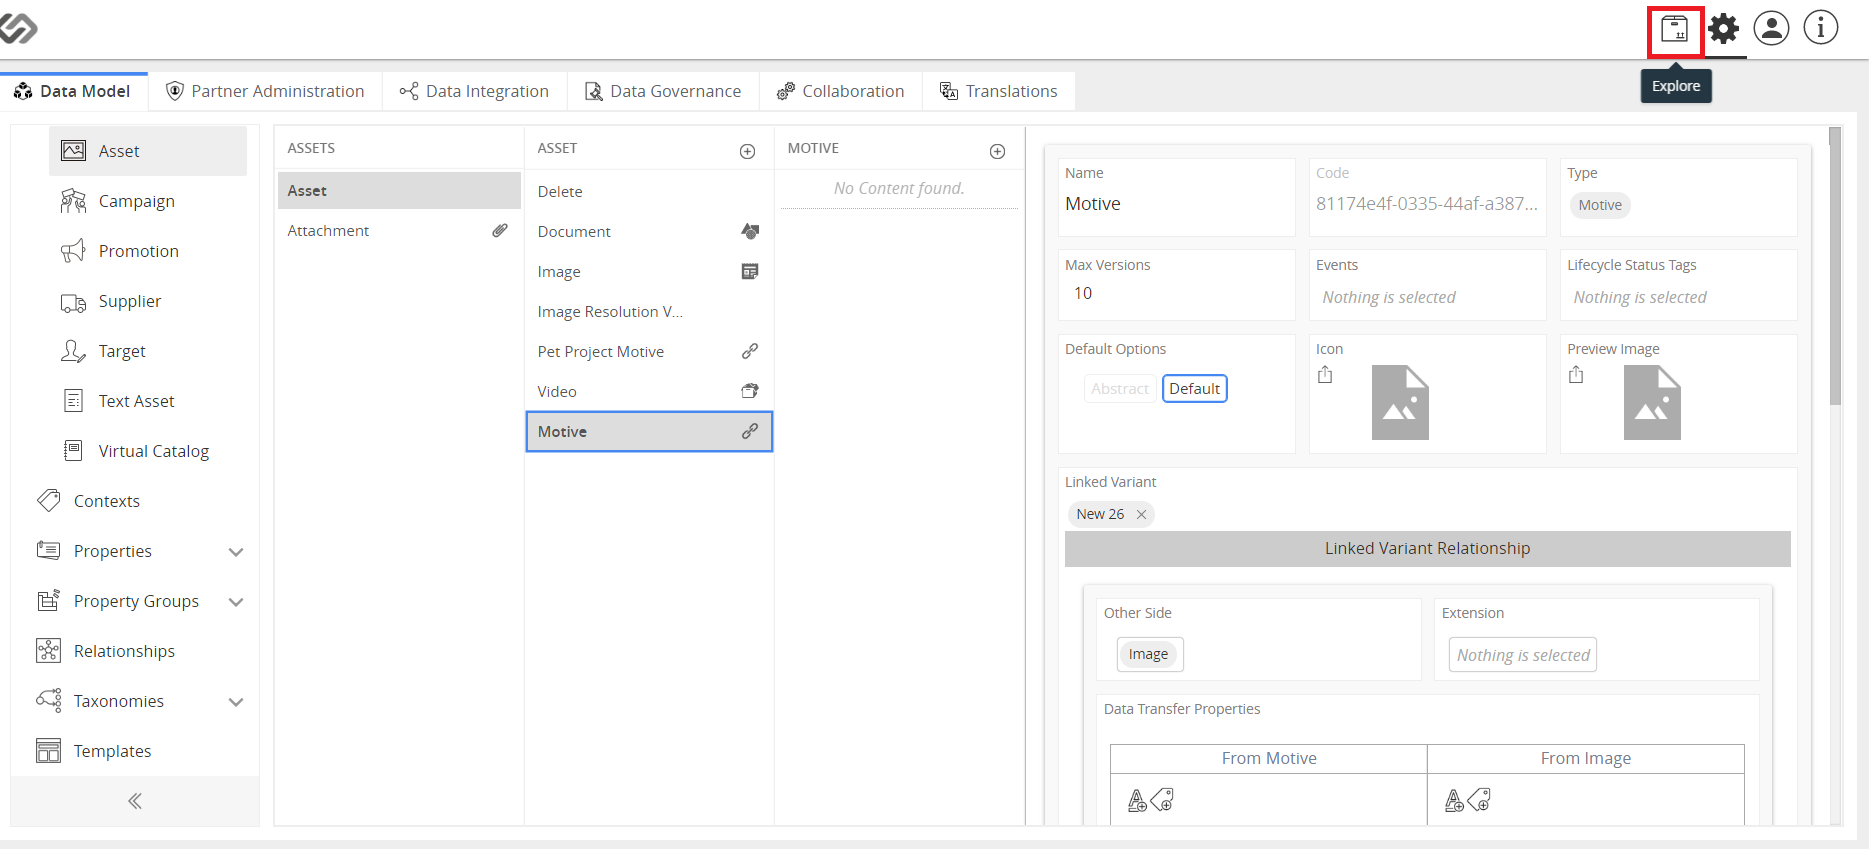 Explore
Data Model
Partner Administration
Data Integration
Data Governance
Collaboration
Translations
Asset
Campaign
Promotion
Supplier
Target
Text Asset
Virtual Catalog
Contexts
Properties
Property Groups
Relationships
Taxonomies
Templates
ASSETS
Asset
Attachment
ASSET
Delete
Document
Image
Image Resolution V...
Pet Project Motive
Video
Motive
MOTIVE
No Content found.
Name
Motive
Code
81174e4f-0335-44af-a387...
Type
Motive
Max Versions
10
Events
Nothing is selected
Lifecycle Status Tags
Nothing is selected
Default Options
Abstract
Default
Icon
Preview Image
Linked Variant
New 26
Linked Variant Relationship
Other Side
Image
Extension
Nothing is selected
Data Transfer Properties
From Motive
From Image